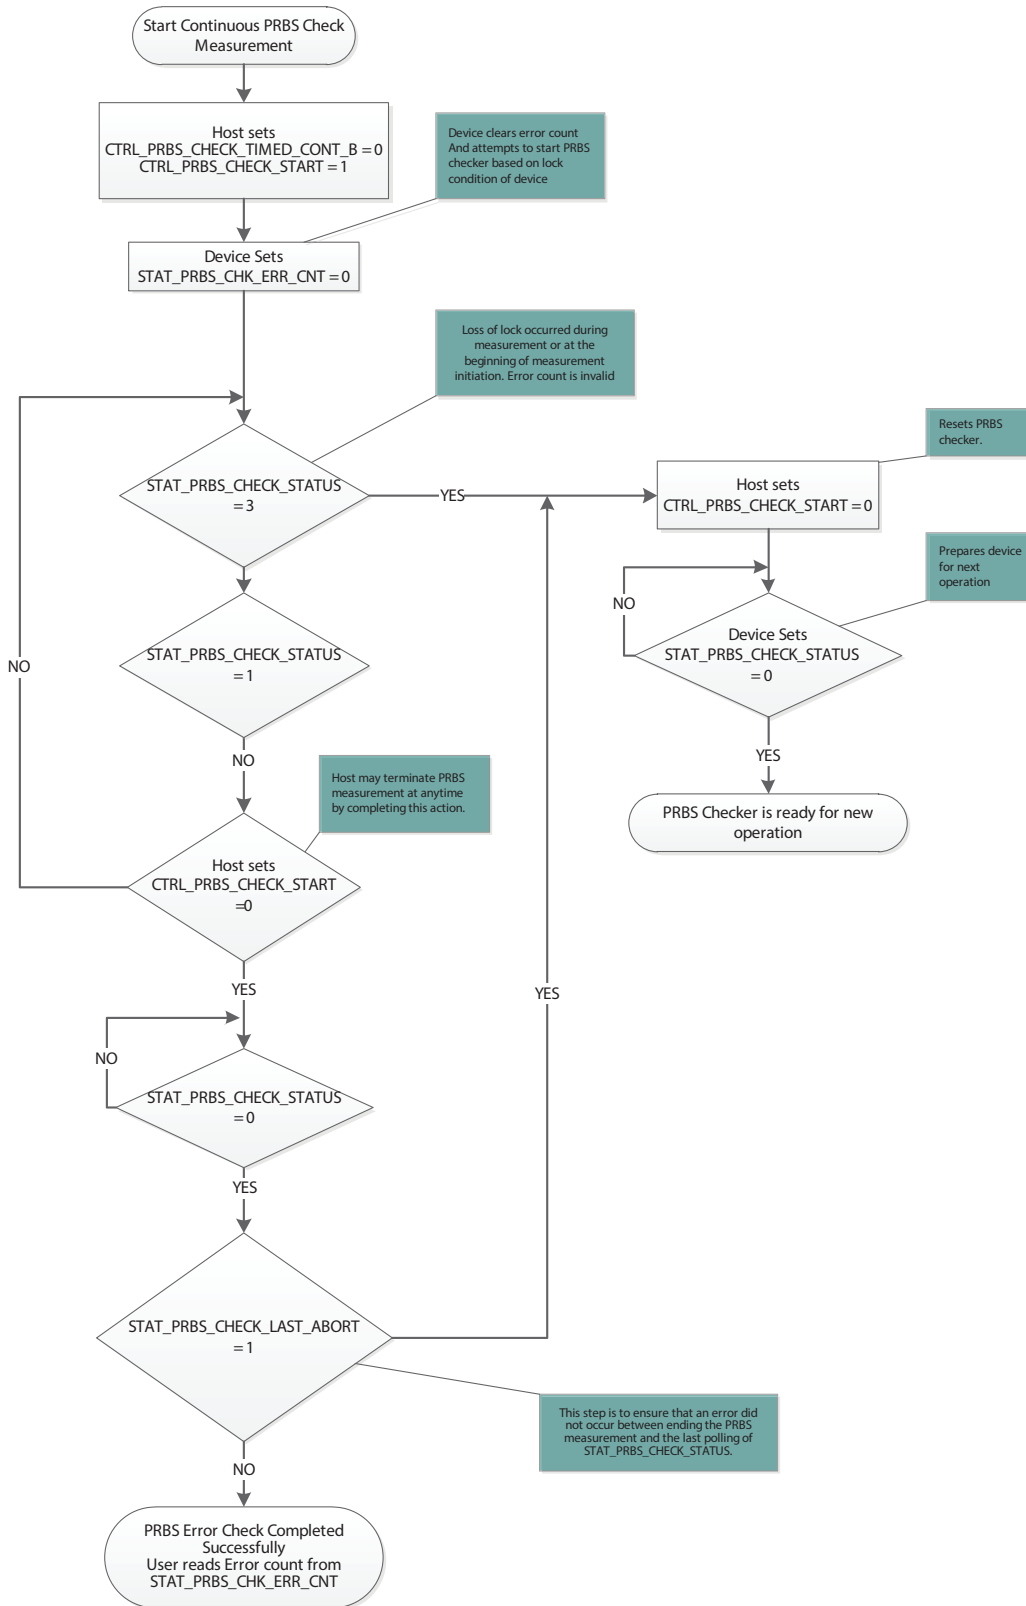 Start Continuous PRBS Check
Measurement
Host sets
CTRL_PRBS_CHECK_TIMED_CONT_B = 0
CTRL_PRBS_CHECK_START = 1
Device clears error count
And attempts to start PRBS
checker based on lock
condition of device
Device Sets
STAT_PRBS_CHK_ERR_CNT = 0
Loss of lock occurred during
measurement or at the
beginning of measurement
initiation. Error count is invalid
STAT_PRBS_CHECK_STATUS
= 3
YES
Resets PRBS
checker.
Host sets
CTRL_PRBS_CHECK_START = 0
Prepares device
for next
operation
NO
Device Sets
STAT_PRBS_CHECK_STATUS
= 0
YES
PRBS Checker is ready for new
operation
STAT_PRBS_CHECK_STATUS
= 1
NO
NO
Host may terminate PRBS
measurement at anytime
by completing this action.
Host sets
CTRL_PRBS_CHECK_START
=0
YES
YES
NO
STAT_PRBS_CHECK_STATUS
= 0
YES
STAT_PRBS_CHECK_LAST_ABORT
= 1
This step is to ensure that an error did
not occur between ending the PRBS
measurement and the last polling of
STAT_PRBS_CHECK_STATUS.
NO
PRBS Error Check Completed
Successfully
User reads Error count from
STAT_PRBS_CHK_ERR_CNT